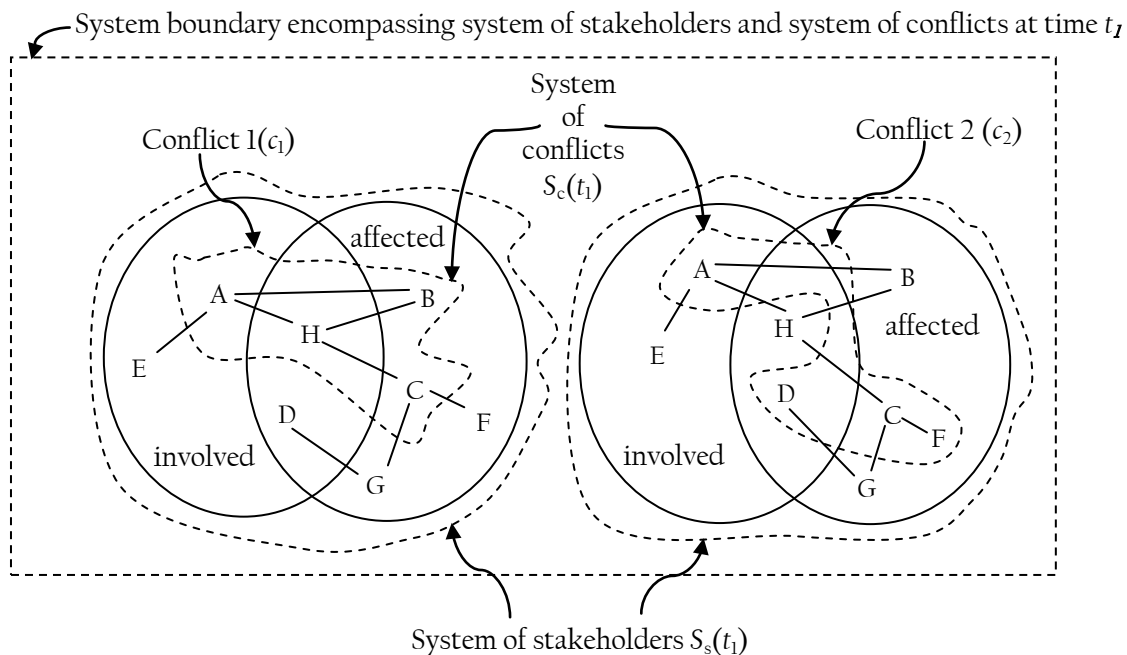 System boundary encompassing system of stakeholders and system of conflicts at time t1
System
of
conflicts
Sc(t1)
Conflict 1(c1)
Conflict 2 (c2)
affected
A
B
H
E
C
D
F
involved
G
A
B
H
affected
E
D
C
F
involved
G
System of stakeholders Ss(t1)